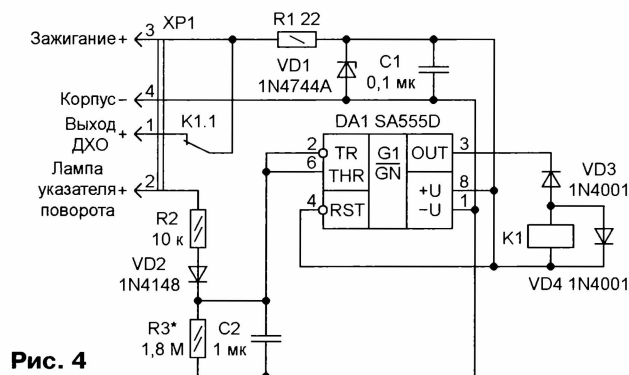 Зажигание + 3 XP1
R1 22
VD1
1N4744A
C1
0,1 мк
Корпус – 4
Выход
ДХО + 1
K1.1
Лампа
указателя + 2
поворота
DA1 SA555D
2 TR G1 OUT 3
6 THR GN
+U 8
4 RST –U 1
VD3
1N4001
K1
VD4 1N4001
R2
10 к
VD2
1N4148
R3*
1,8 М
C2
1 мк
Рис. 4